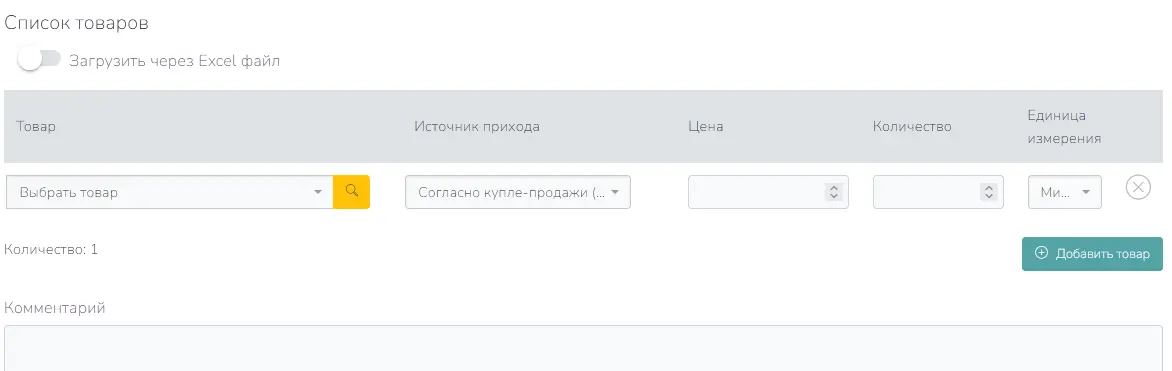 Список товаров
Загрузить через Excel файл
Товар
Источник прихода
Цена
Количество
Единица
измерения
Выбрать товар
Согласно купле-продажи (...
Ми...
Количество: 1
Добавить товар
Комментарий